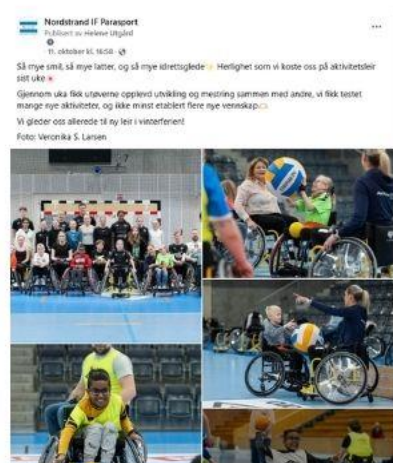 Nordstrand IF Parasport
Publisert av Helene Utgård
11. oktober kl. 16:58
Så mye smil, så mye latter, og så mye idrettsglede Herlighet som vi koste oss på aktivitetsleir
sist uke
Gjennom uka fikk utøverne opplevd utvikling og mestring sammen med andre, vi fikk testet
mange nye aktiviteter, og ikke minst etablert flere nye vennskap.
Vi gleder oss allerede til ny leir i vinterferien!
Foto: Veronika S. Larsen